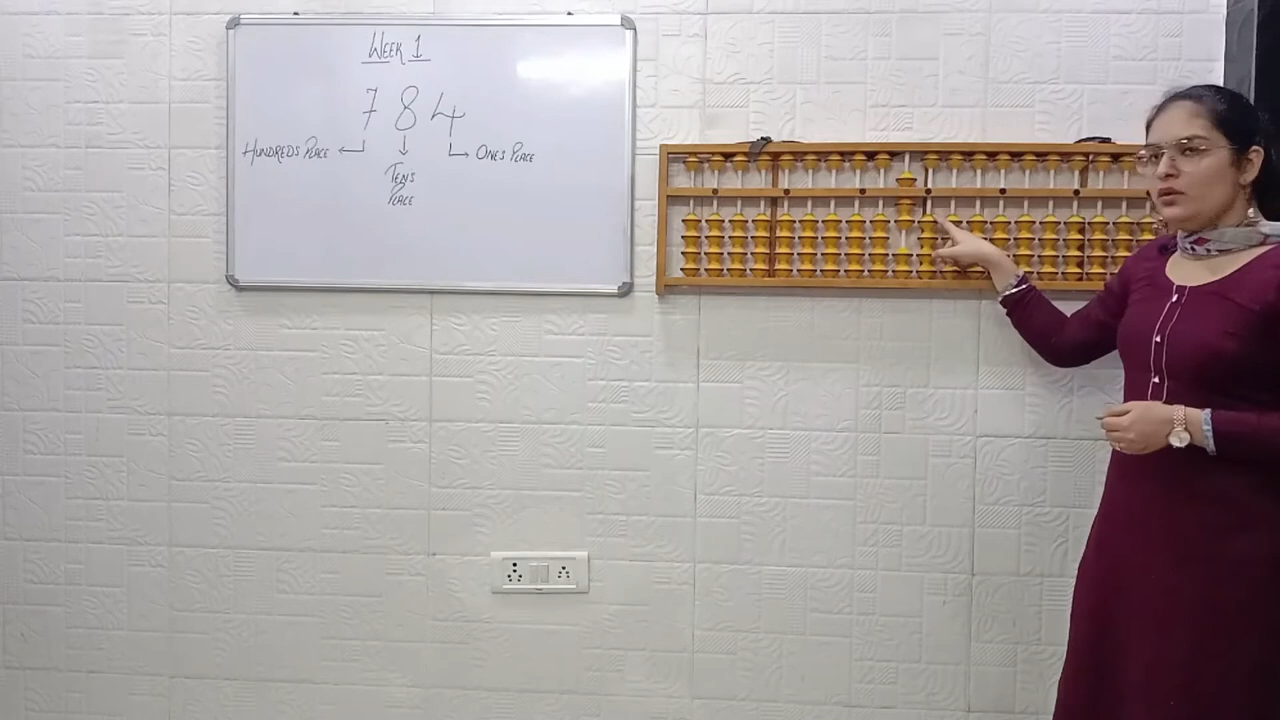 WEEK 1
7 8 4
HUNDREDS PLACE
ONES PLACE
TENS
PLACE